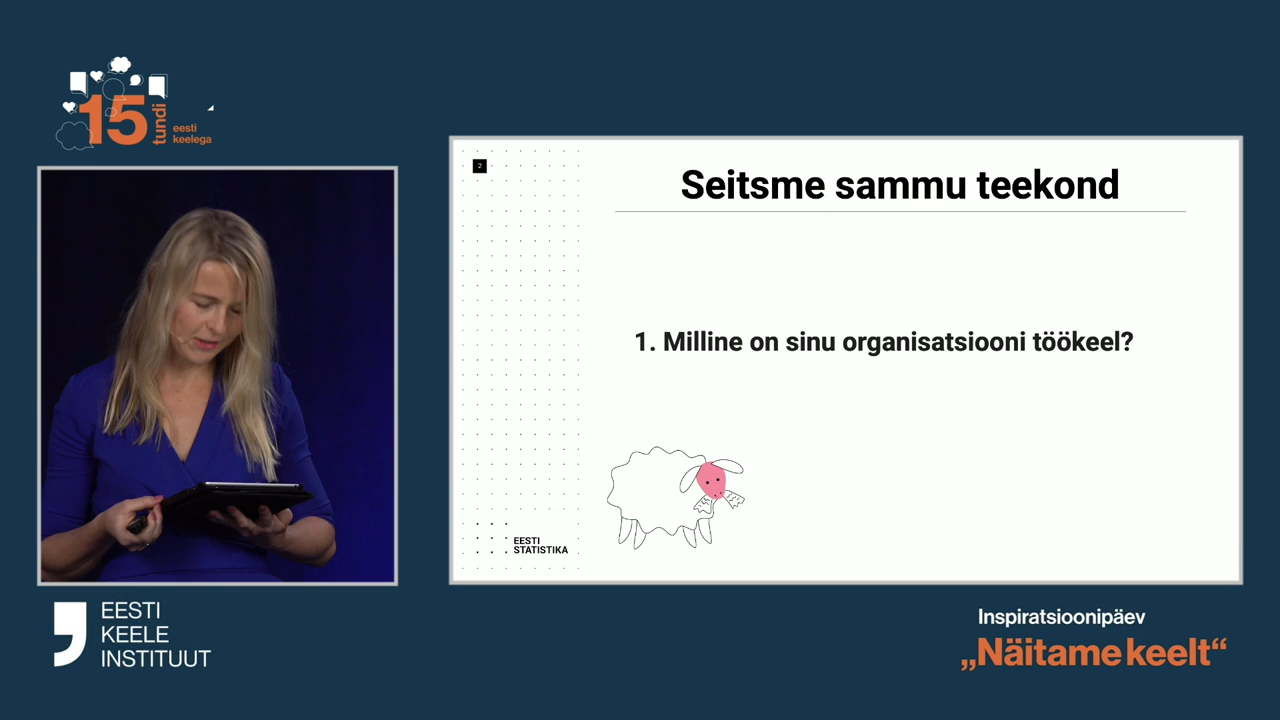 15
tundi
eesti
keelega
2
Seitsme sammu teekond
1. Milline on sinu organisatsiooni töökeel?
EESTI
STATISTIKA
EESTI
KEELE
INSTITUUT
Inspiratsioonipäev
„Näitame keelt“